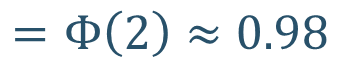 = Φ(2) ≈ 0.98